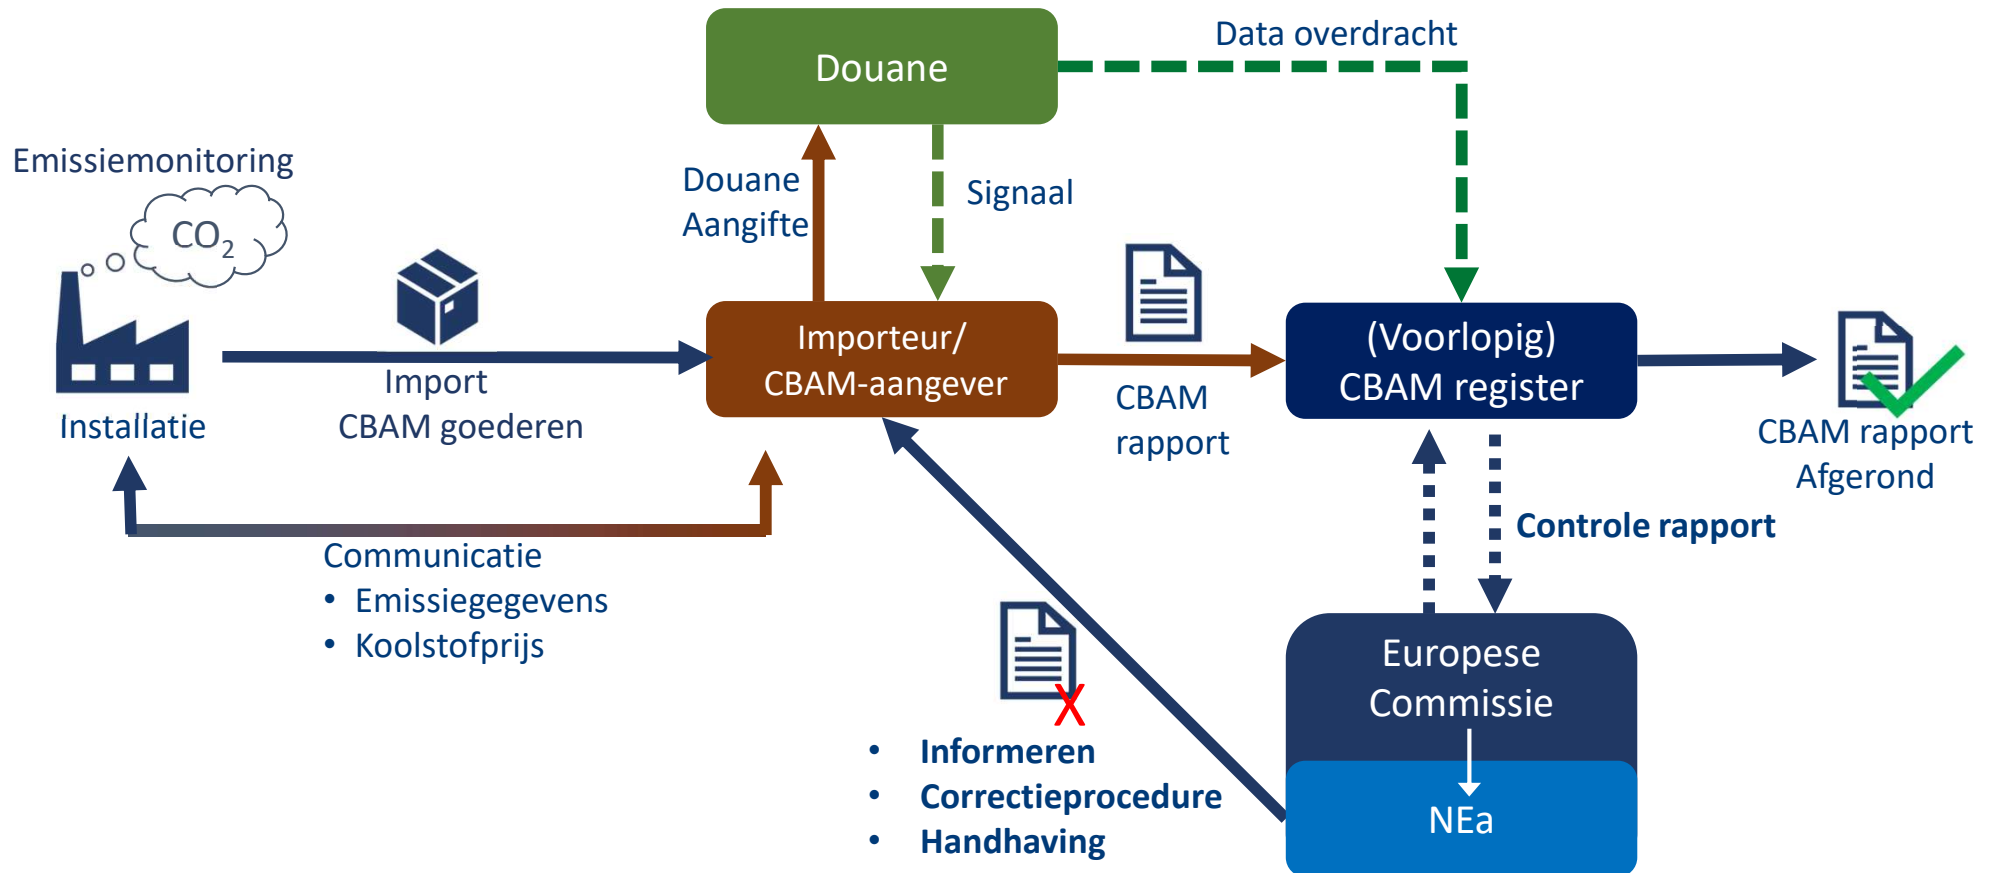 Data overdracht
Douane
Emissiemonitoring
CO2
Douane
Aangifte
Signaal
Import
CBAM goederen
Importeur/
CBAM-aangever
CBAM
rapport
(Voorlopig)
CBAM register
CBAM rapport
Afgerond
Installatie
Controle rapport
Communicatie
• Emissiegegevens
• Koolstofprijs
X
• Informeren
• Correctieprocedure
• Handhaving
Europese
Commissie
NEa